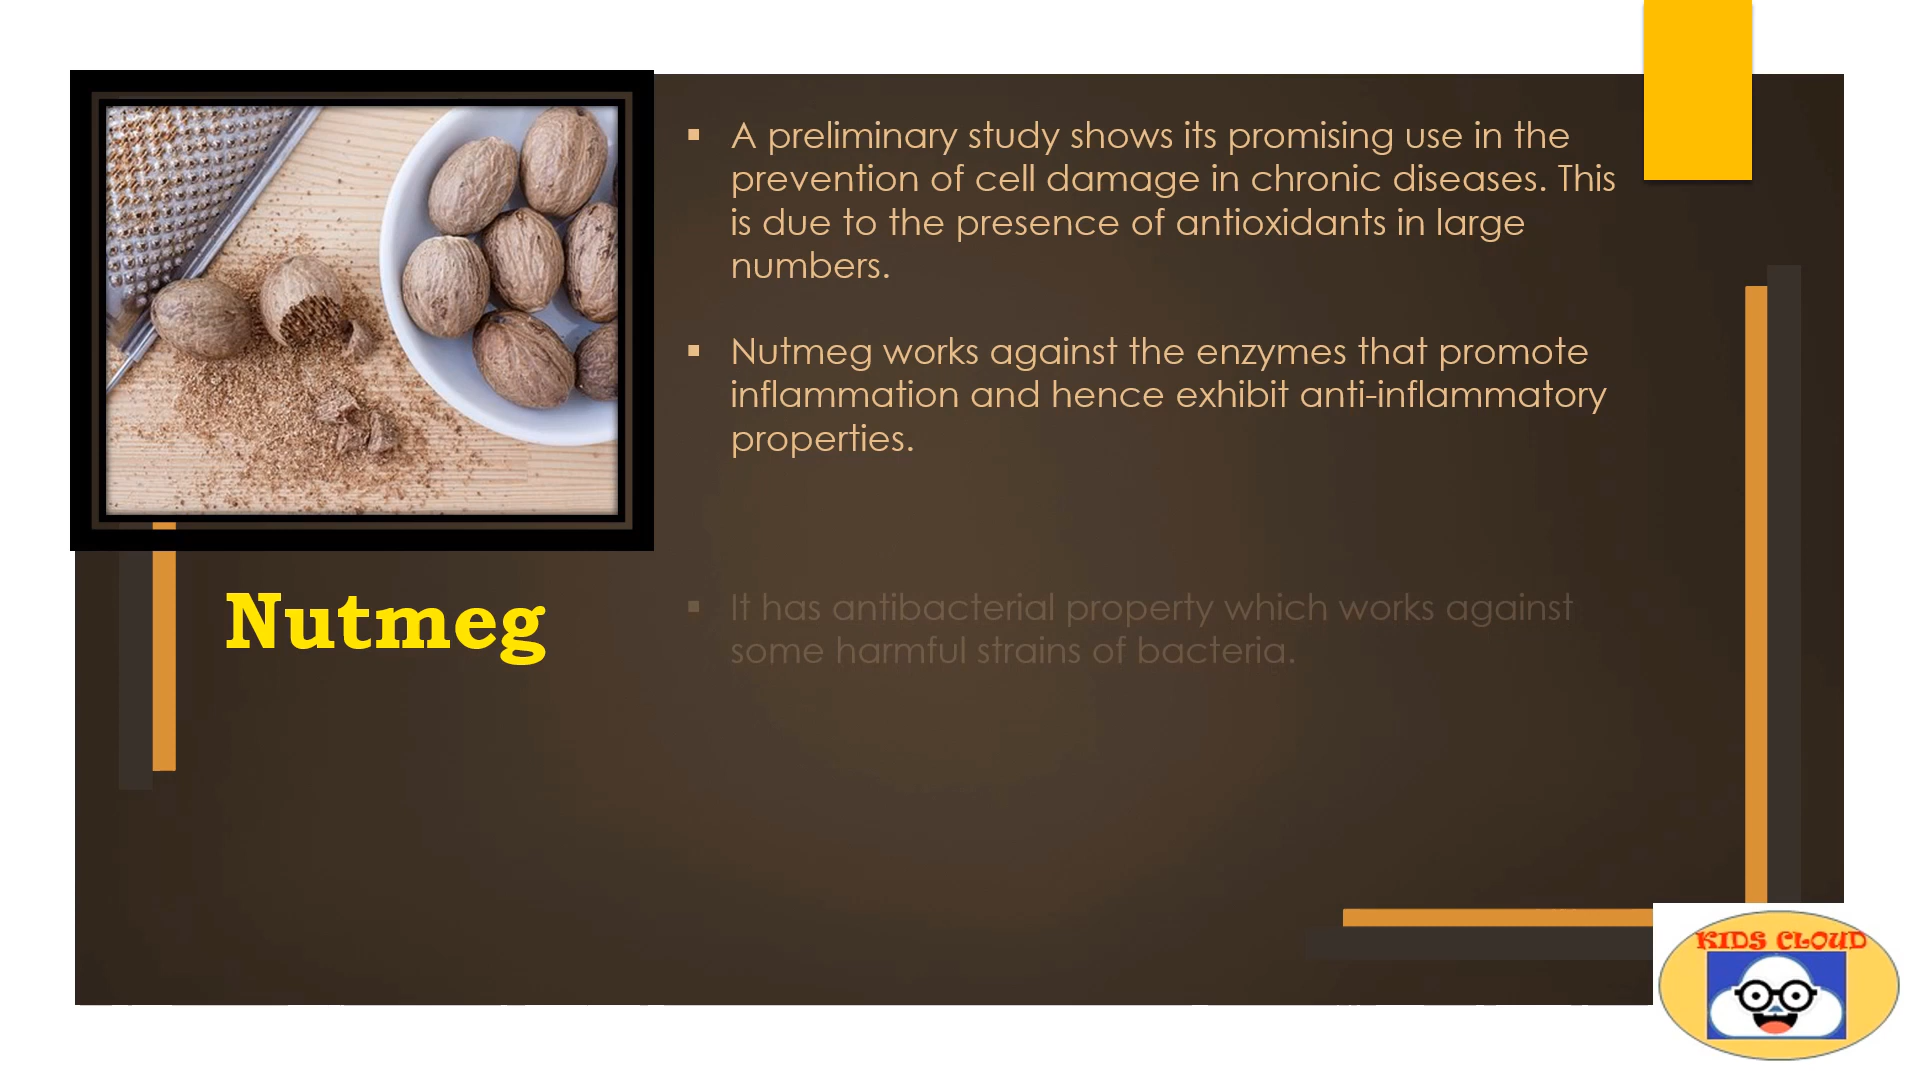 ▪ A preliminary study shows its promising use in the
prevention of cell damage in chronic diseases. This
is due to the presence of antioxidants in large
numbers.
▪ Nutmeg works against the enzymes that promote
inflammation and hence exhibit anti-inflammatory
properties.
Nutmeg
▪ It has antibacterial property which works against
some harmful strains of bacteria.
KIDS CLOUD